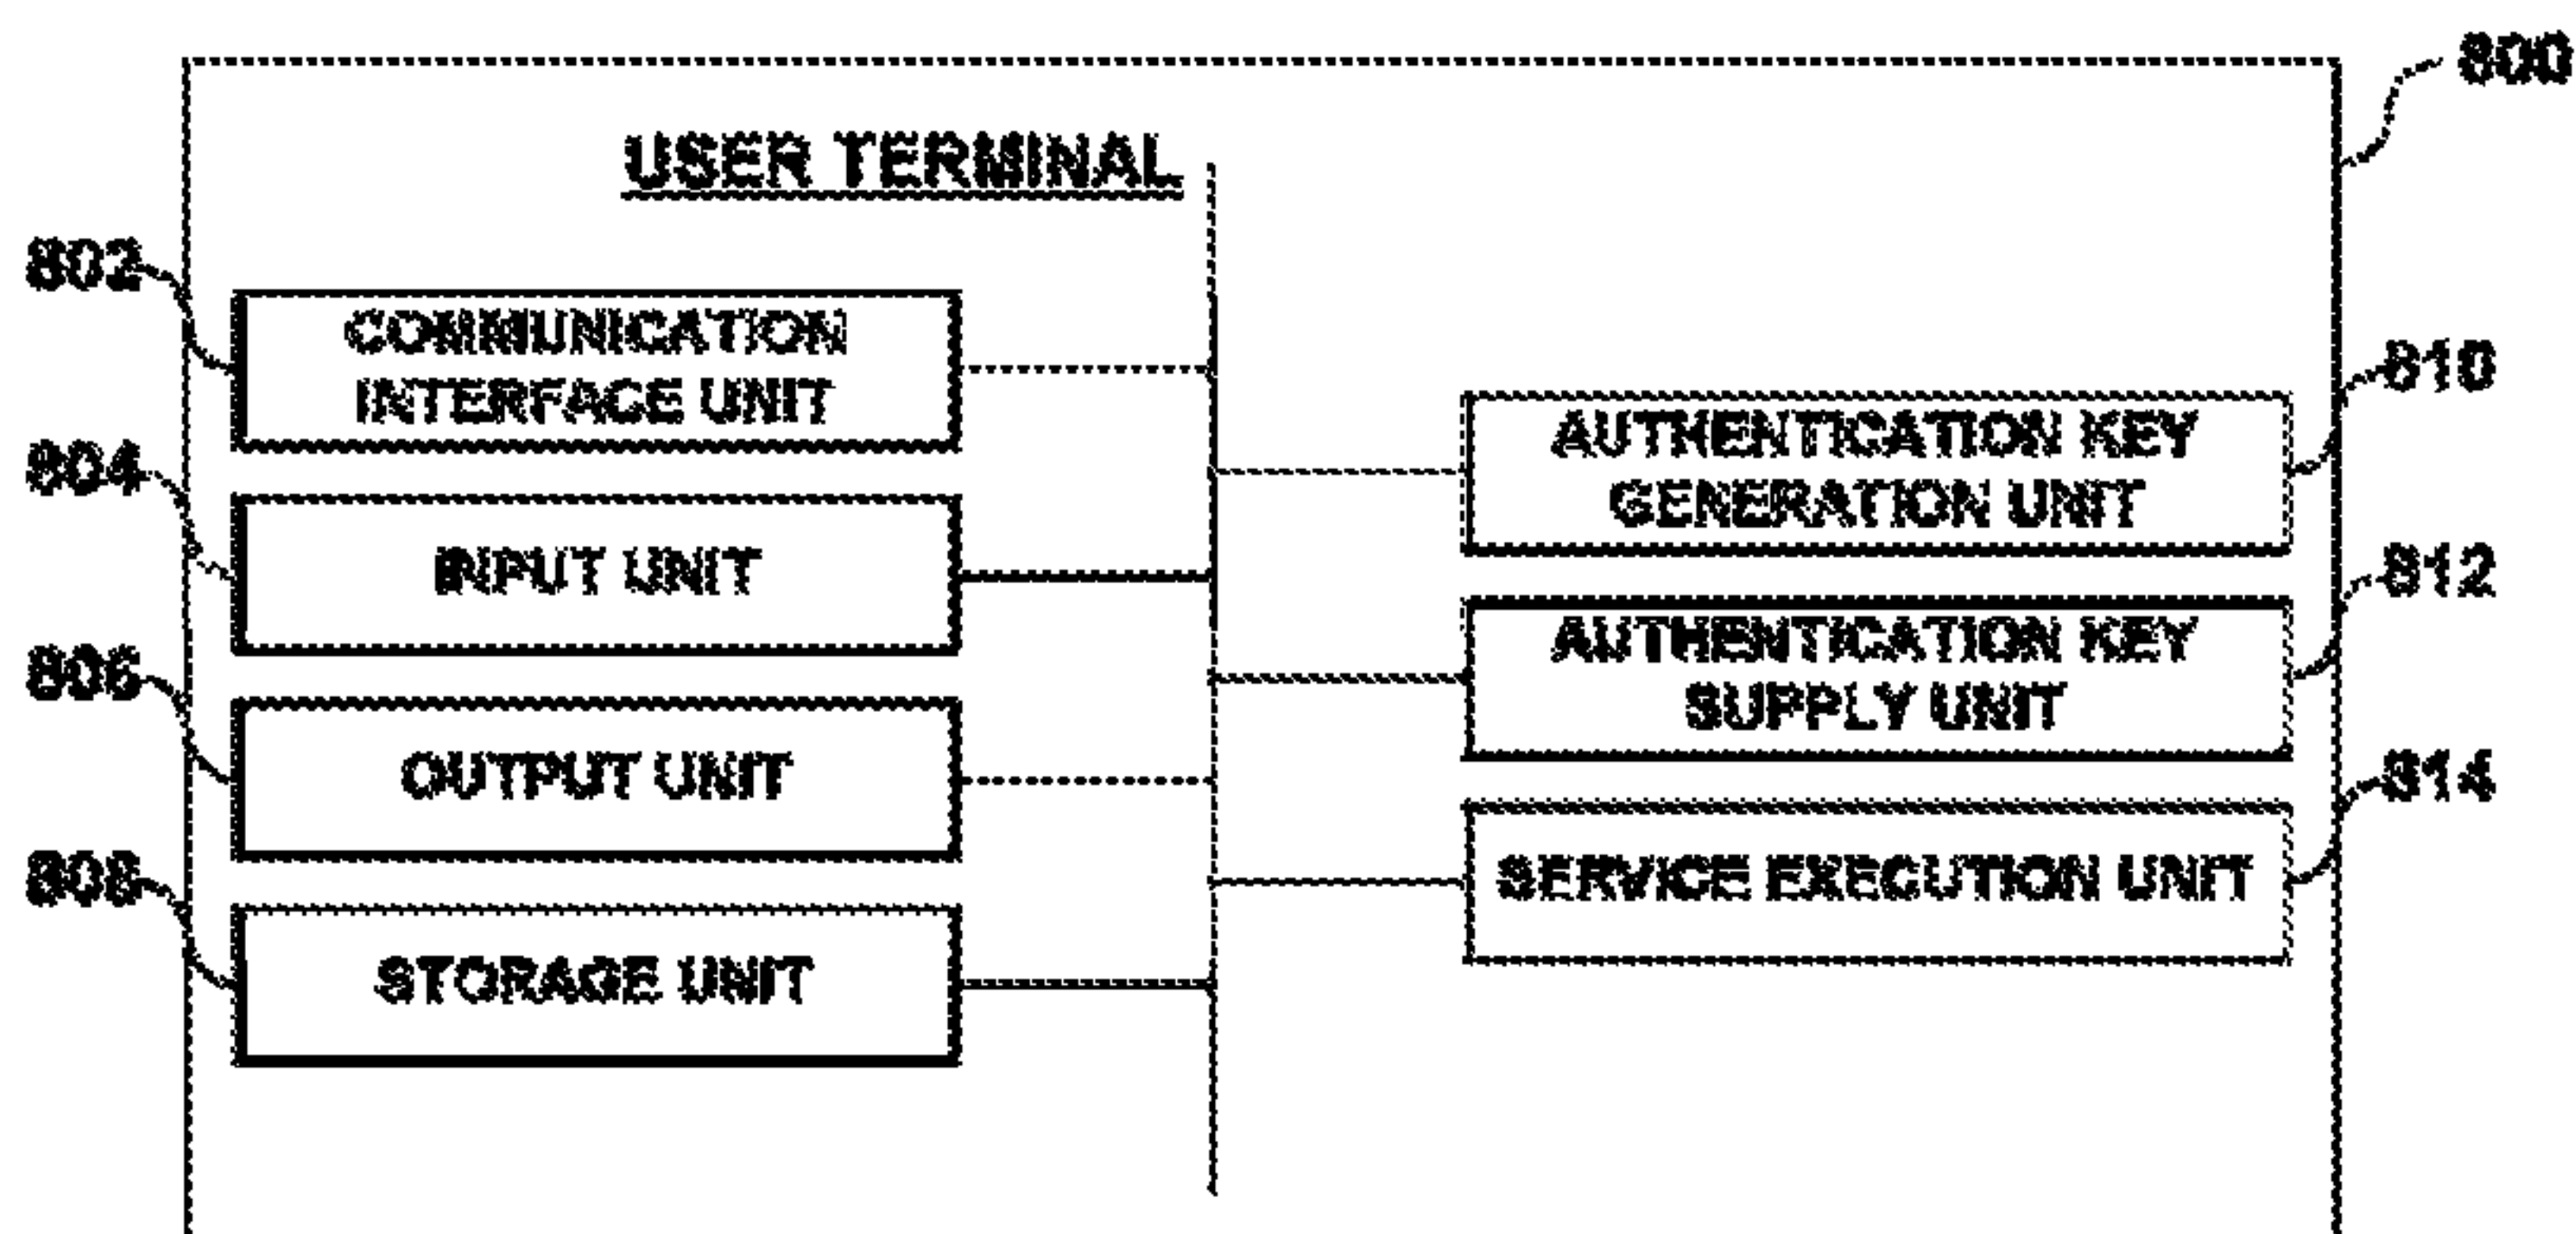 800
USER TERMINAL
802
COMMUNICATION
INTERFACE UNIT
804
INPUT UNIT
806
OUTPUT UNIT
808
STORAGE UNIT
810
AUTHENTICATION KEY
GENERATION UNIT
812
AUTHENTICATION KEY
SUPPLY UNIT
814
SERVICE EXECUTION UNIT